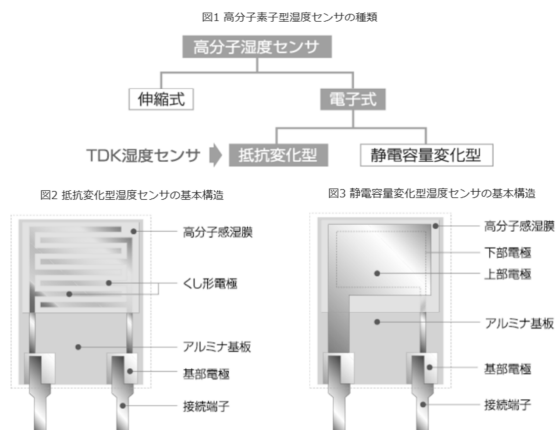 図1 高分子素子型湿度センサの種類
高分子湿度センサ
伸縮式
電子式
TDK湿度センサ
抵抗変化型
静電容量変化型
図2 抵抗変化型湿度センサの基本構造
高分子感湿膜
くし形電極
アルミナ基板
基部電極
接続端子
図3 静電容量変化型湿度センサの基本構造
高分子感湿膜
下部電極
上部電極
アルミナ基板
基部電極
接続端子